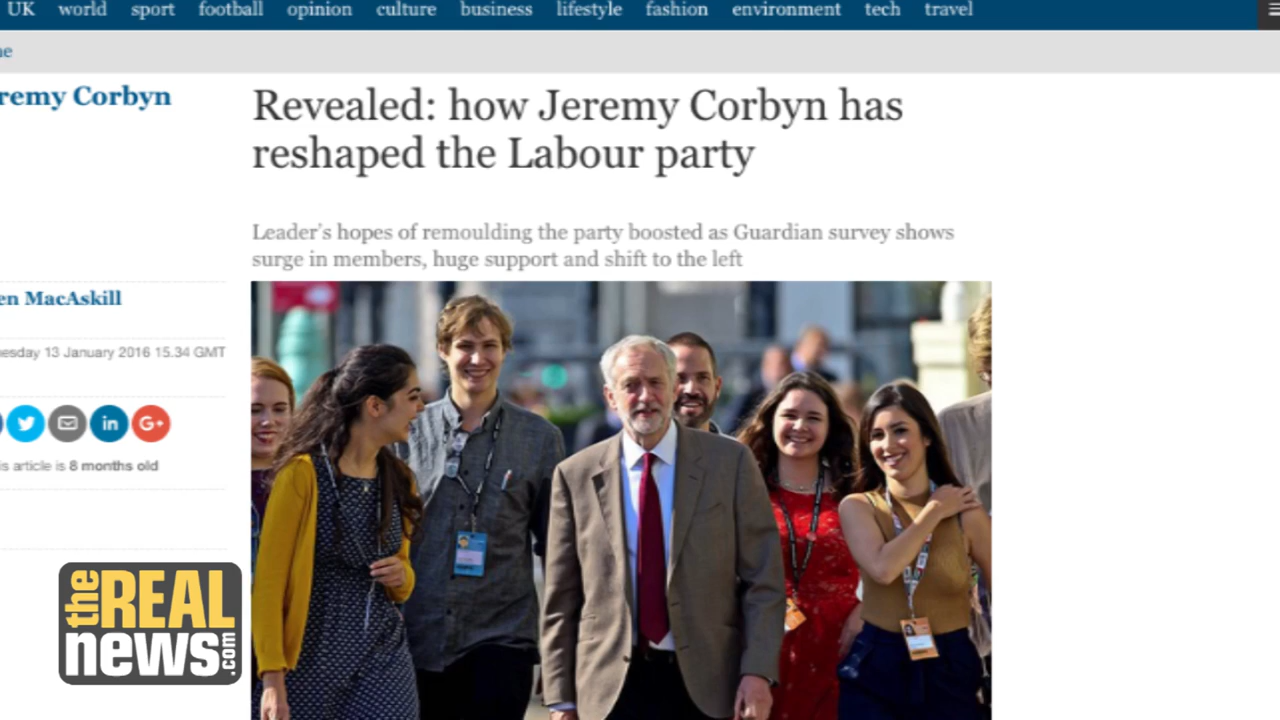 UK world sport football opinion culture business lifestyle fashion environment tech travel
ne
remy Corbyn
Revealed: how Jeremy Corbyn has
reshaped the Labour party
Leader's hopes of remoulding the party boosted as Guardian survey shows
surge in members, huge support and shift to the left
en MacAskill
esday 13 January 2016 15.34 GMT
in
G+
is article is 8 months old
the REAL
news.com